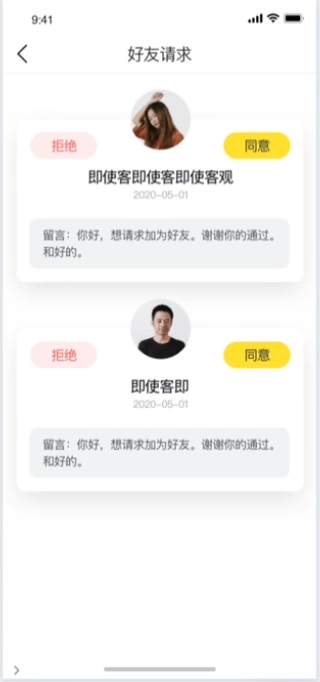 9:41
好友请求
拒绝
同意
即使客即使客即使客观
2020-05-01
留言：你好，想请求加为好友。谢谢你的通过。
和好的。
拒绝
同意
即使客即
2020-05-01
留言：你好，想请求加为好友。谢谢你的通过。
和好的。